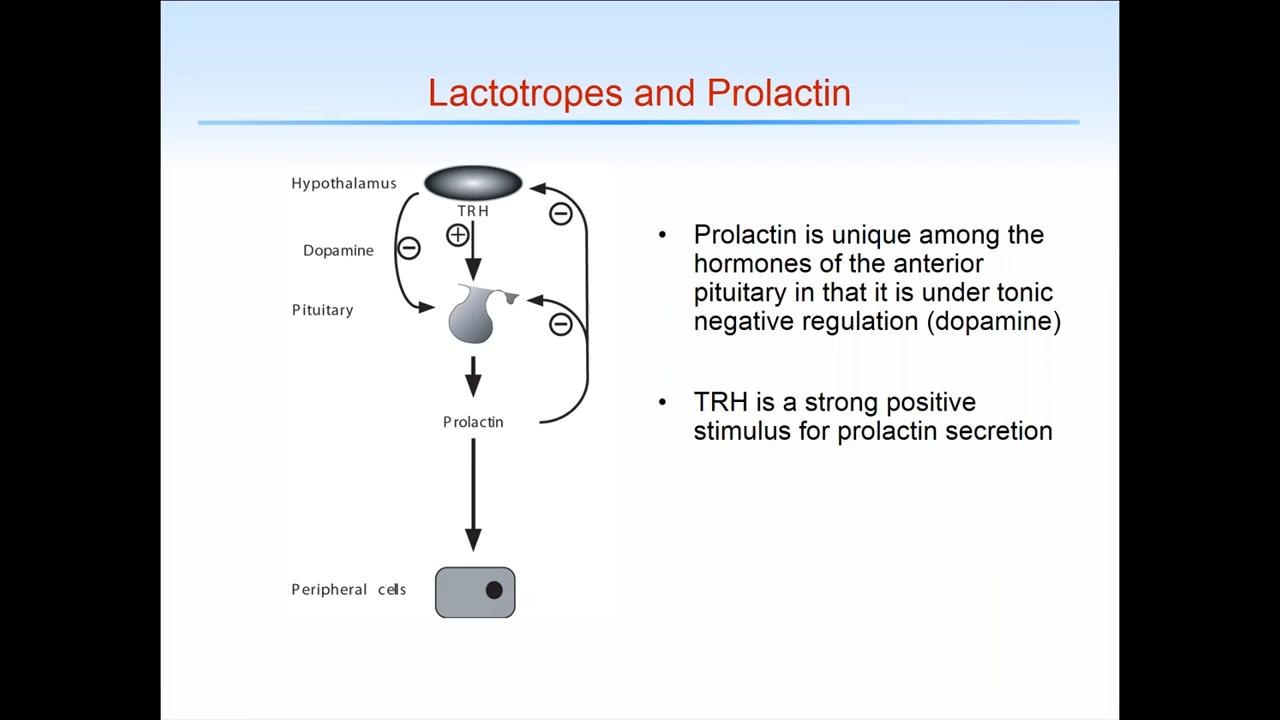 Lactotropes and Prolactin
Hypothalamus
TRH
Dopamine
Pituitary
Prolactin
Peripheral cells
• Prolactin is unique among the
hormones of the anterior
pituitary in that it is under tonic
negative regulation (dopamine)
• TRH is a strong positive
stimulus for prolactin secretion